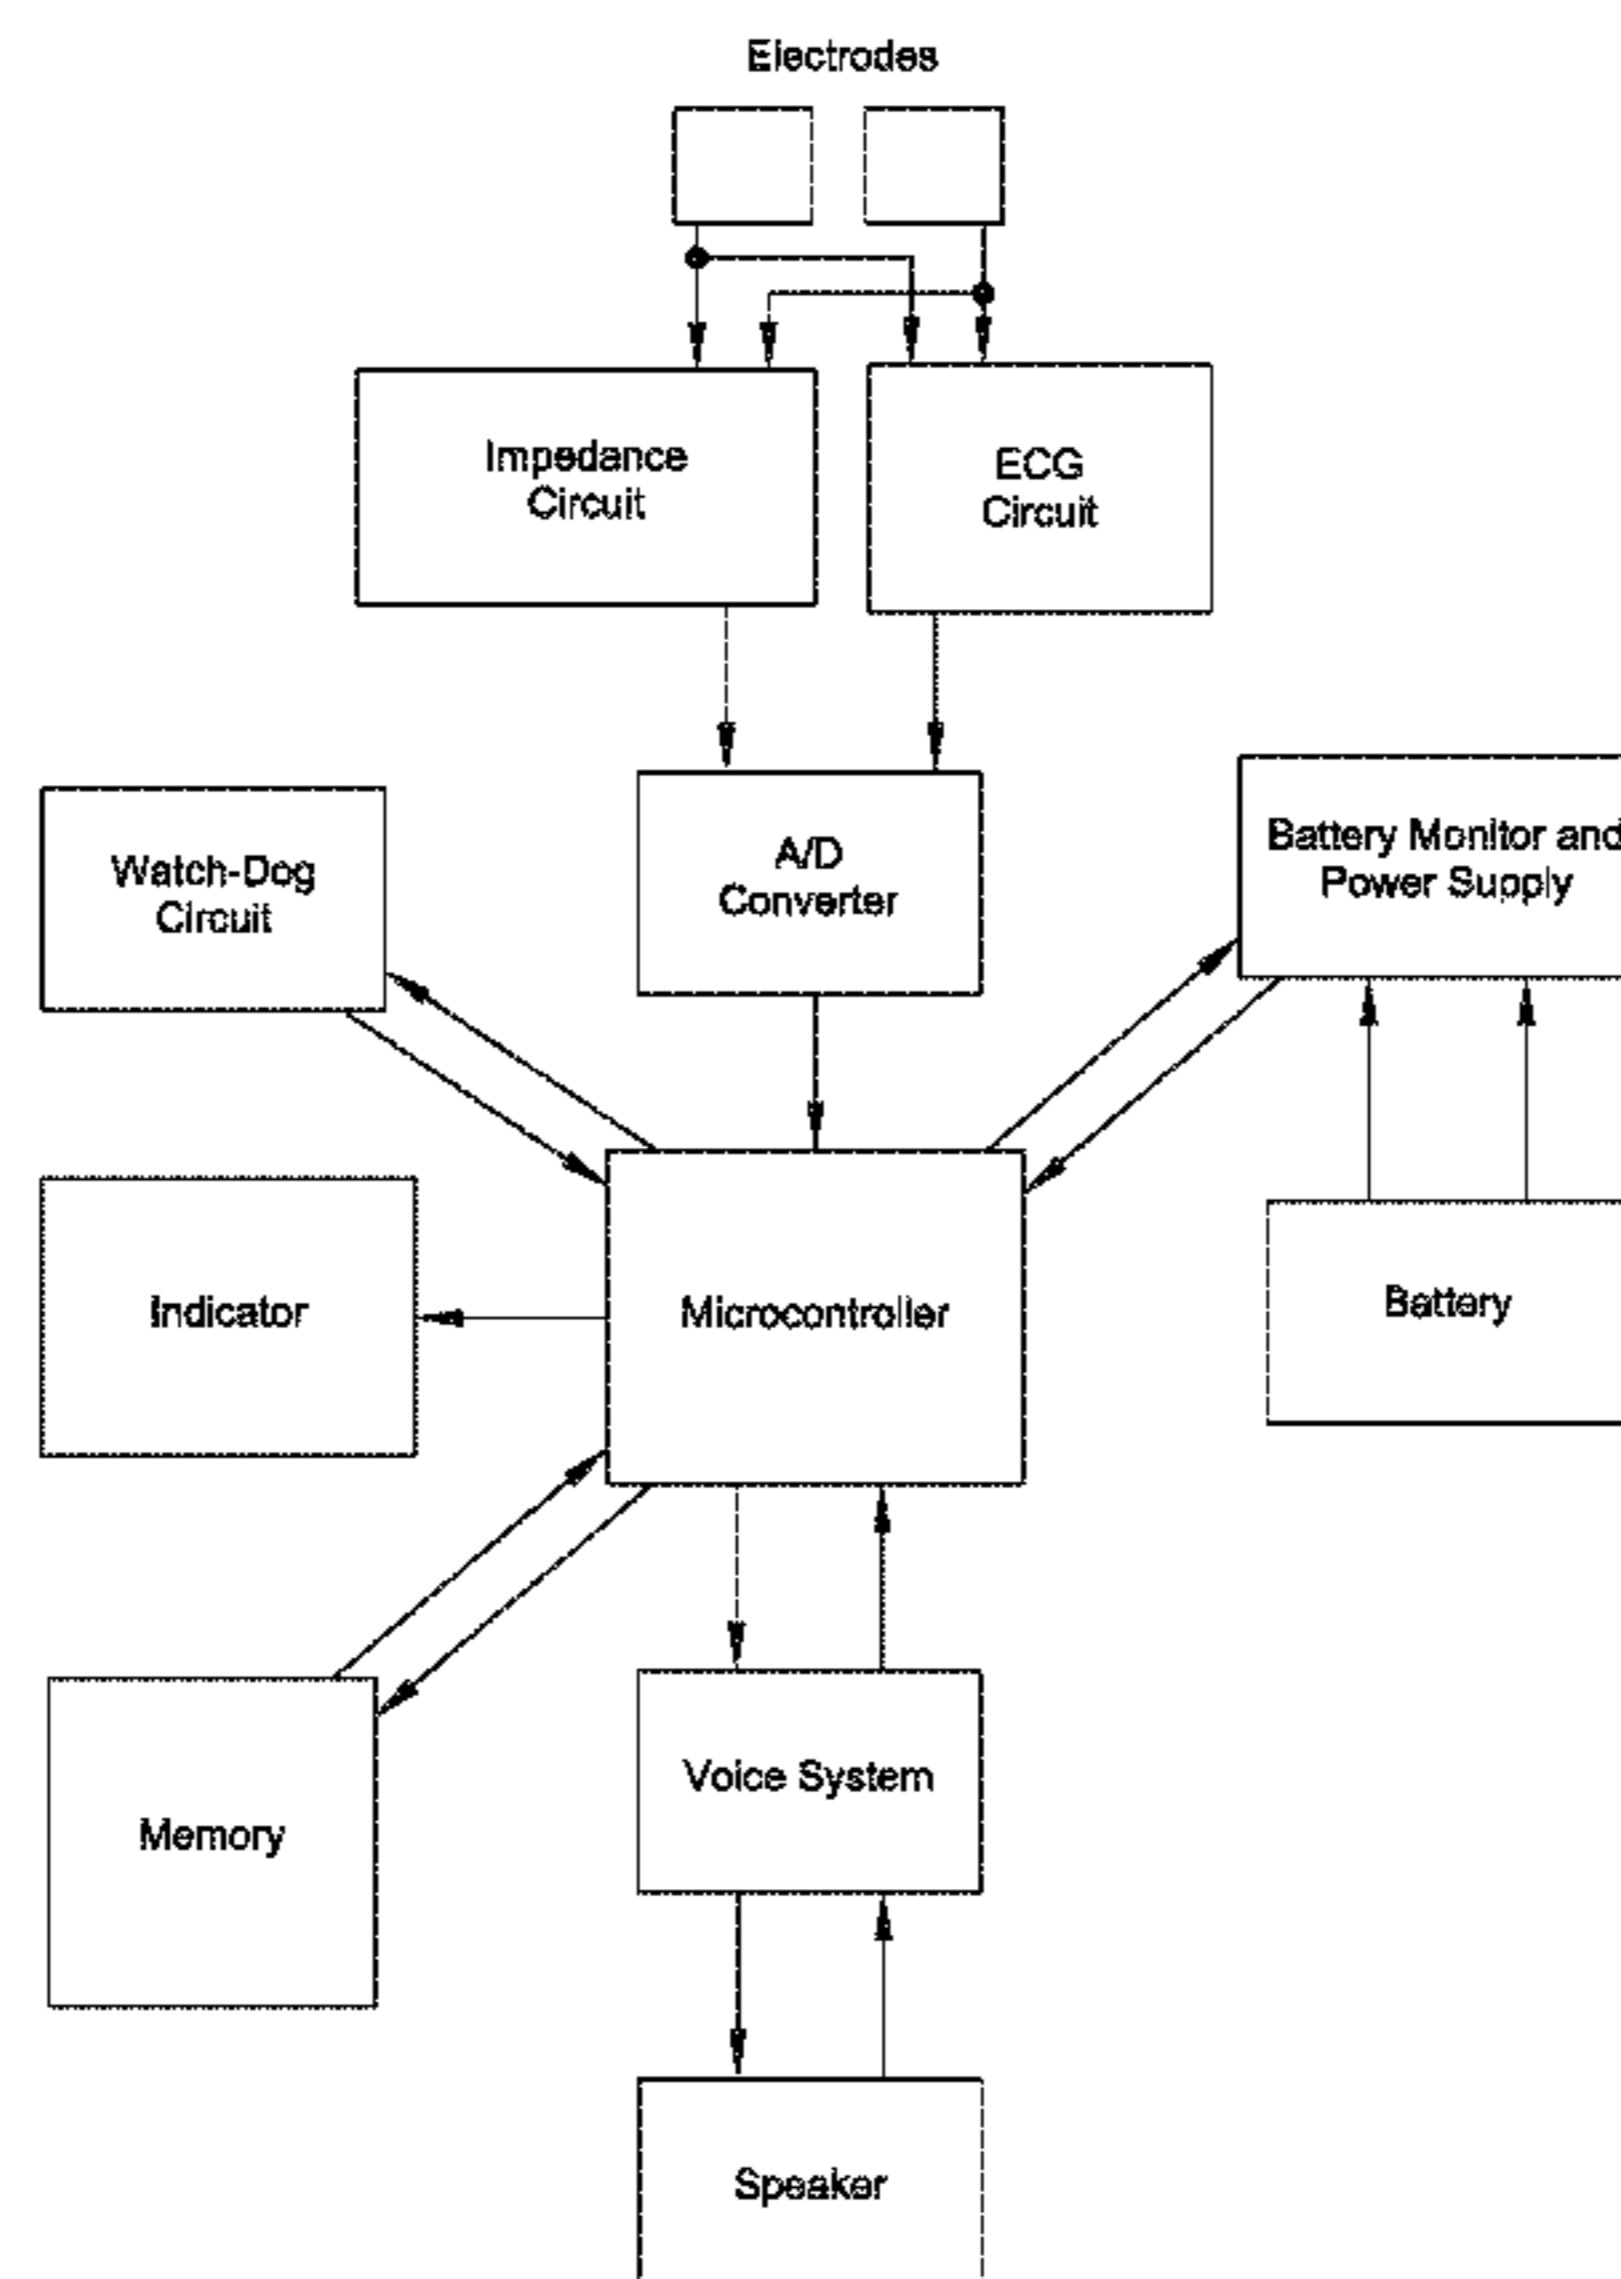 Electrodes
Impedance
Circuit
ECG
Circuit
Watch-Dog
Circuit
A/D
Converter
Battery Monitor and
Power Supply
Indicator
Microcontroller
Battery
Memory
Voice System
Speaker